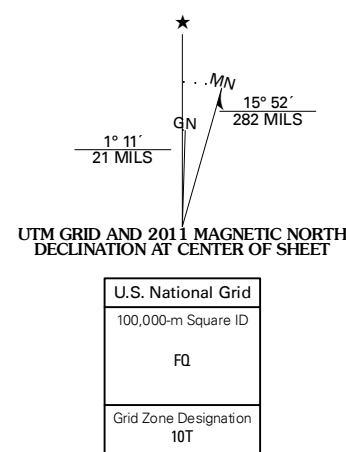 MN
15° 52´
282 MILS
GN
1° 11´
21 MILS
UTM GRID AND 2011 MAGNETIC NORTH
DECLINATION AT CENTER OF SHEET
U.S. National Grid
100,000-m Square ID
FQ
Grid Zone Designation
10T